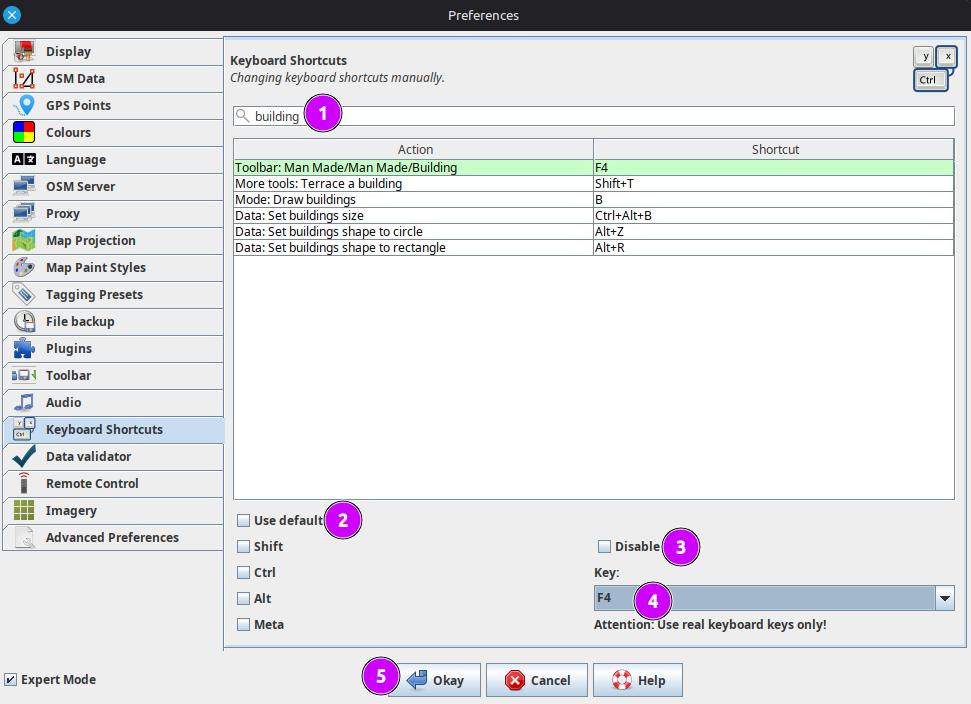 Preferences
Display
OSM Data
GPS Points
Colours
Language
OSM Server
Proxy
Map Projection
Map Paint Styles
Tagging Presets
File backup
Plugins
Toolbar
Audio
Keyboard Shortcuts
Data validator
Remote Control
Imagery
Advanced Preferences
Expert Mode
Keyboard Shortcuts
Changing keyboard shortcuts manually.
y x
Ctrl
building 1
Action Shortcut
Toolbar: Man Made/Man Made/Building F4
More tools: Terrace a building Shift+T
Mode: Draw buildings B
Data: Set buildings size Ctrl+Alt+B
Data: Set buildings shape to circle Alt+Z
Data: Set buildings shape to rectangle Alt+R
Use default 2
Shift
Ctrl
Alt
Meta
Disable 3
Key:
F4 4
Attention: Use real keyboard keys only!
5 Okay Cancel Help